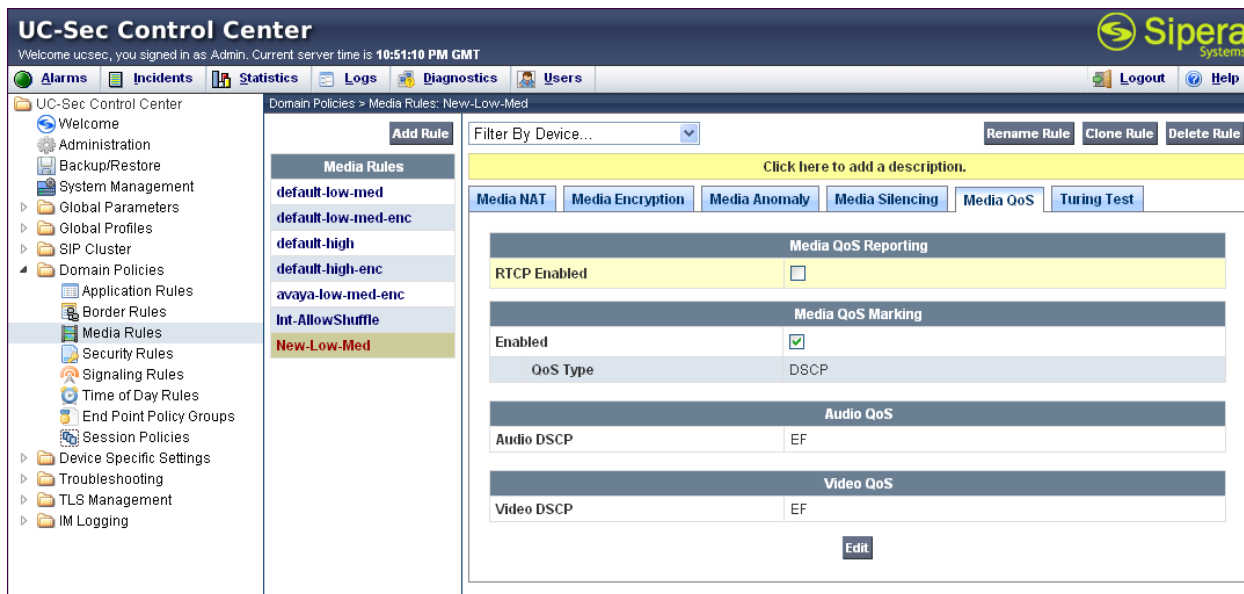 UC-Sec Control Center
Welcome ucsec, you signed in as Admin. Current server time is 10:51:10 PM GMT
Sipera
Systems
Alarms Incidents Statistics Logs Diagnostics Users Logout Help
UC-Sec Control Center
Welcome
Administration
Backup/Restore
System Management
Global Parameters
Global Profiles
SIP Cluster
Domain Policies
Application Rules
Border Rules
Media Rules
Security Rules
Signaling Rules
Time of Day Rules
End Point Policy Groups
Session Policies
Device Specific Settings
Troubleshooting
TLS Management
IM Logging
Domain Policies > Media Rules: New-Low-Med
Add Rule
Media Rules
default-low-med
default-low-med-enc
default-high
default-high-enc
avaya-low-med-enc
Int-AllowShuffle
New-Low-Med
Filter By Device...
Rename Rule Clone Rule Delete Rule
Click here to add a description.
Media NAT Media Encryption Media Anomaly Media Silencing Media QoS Turing Test
Media QoS Reporting
RTCP Enabled
Media QoS Marking
Enabled
QoS Type DSCP
Audio QoS
Audio DSCP EF
Video QoS
Video DSCP EF
Edit